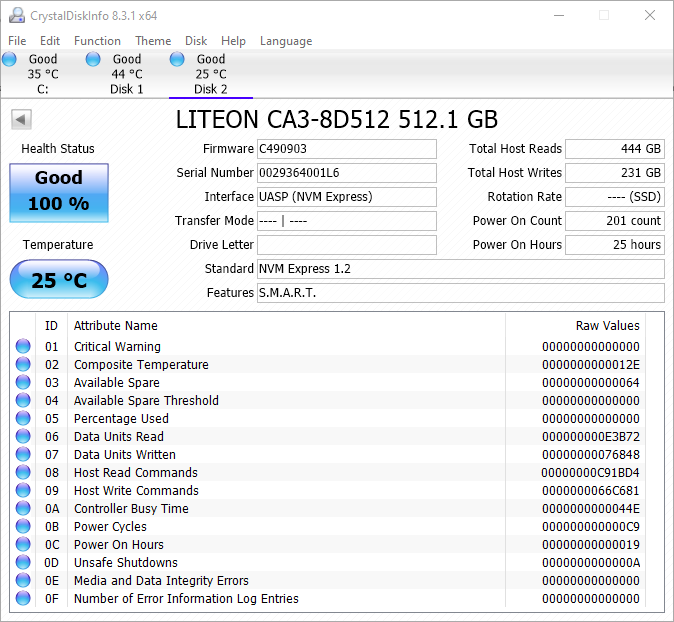 CrystalDiskInfo 8.3.1 x64
File Edit Function Theme Disk Help Language
Good Good Good
35 °C 44 °C 25 °C
C: Disk 1 Disk 2
LITEON CA3-8D512 512.1 GB
Health Status
Good
100 %
Temperature
25 °C
Firmware C490903
Serial Number 0029364001L6
Interface UASP (NVM Express)
Transfer Mode ---- | ----
Drive Letter
Standard NVM Express 1.2
Features S.M.A.R.T.
Total Host Reads 444 GB
Total Host Writes 231 GB
Rotation Rate ---- (SSD)
Power On Count 201 count
Power On Hours 25 hours
ID Attribute Name Raw Values
01 Critical Warning 00000000000000
02 Composite Temperature 0000000000012E
03 Available Spare 00000000000064
04 Available Spare Threshold 00000000000000
05 Percentage Used 00000000000000
06 Data Units Read 000000000E3B72
07 Data Units Written 00000000076848
08 Host Read Commands 00000000C91BD4
09 Host Write Commands 0000000066C681
0A Controller Busy Time 0000000000044E
0B Power Cycles 000000000000C9
0C Power On Hours 00000000000019
0D Unsafe Shutdowns 0000000000000A
0E Media and Data Integrity Errors 00000000000000
0F Number of Error Information Log Entries 00000000000000